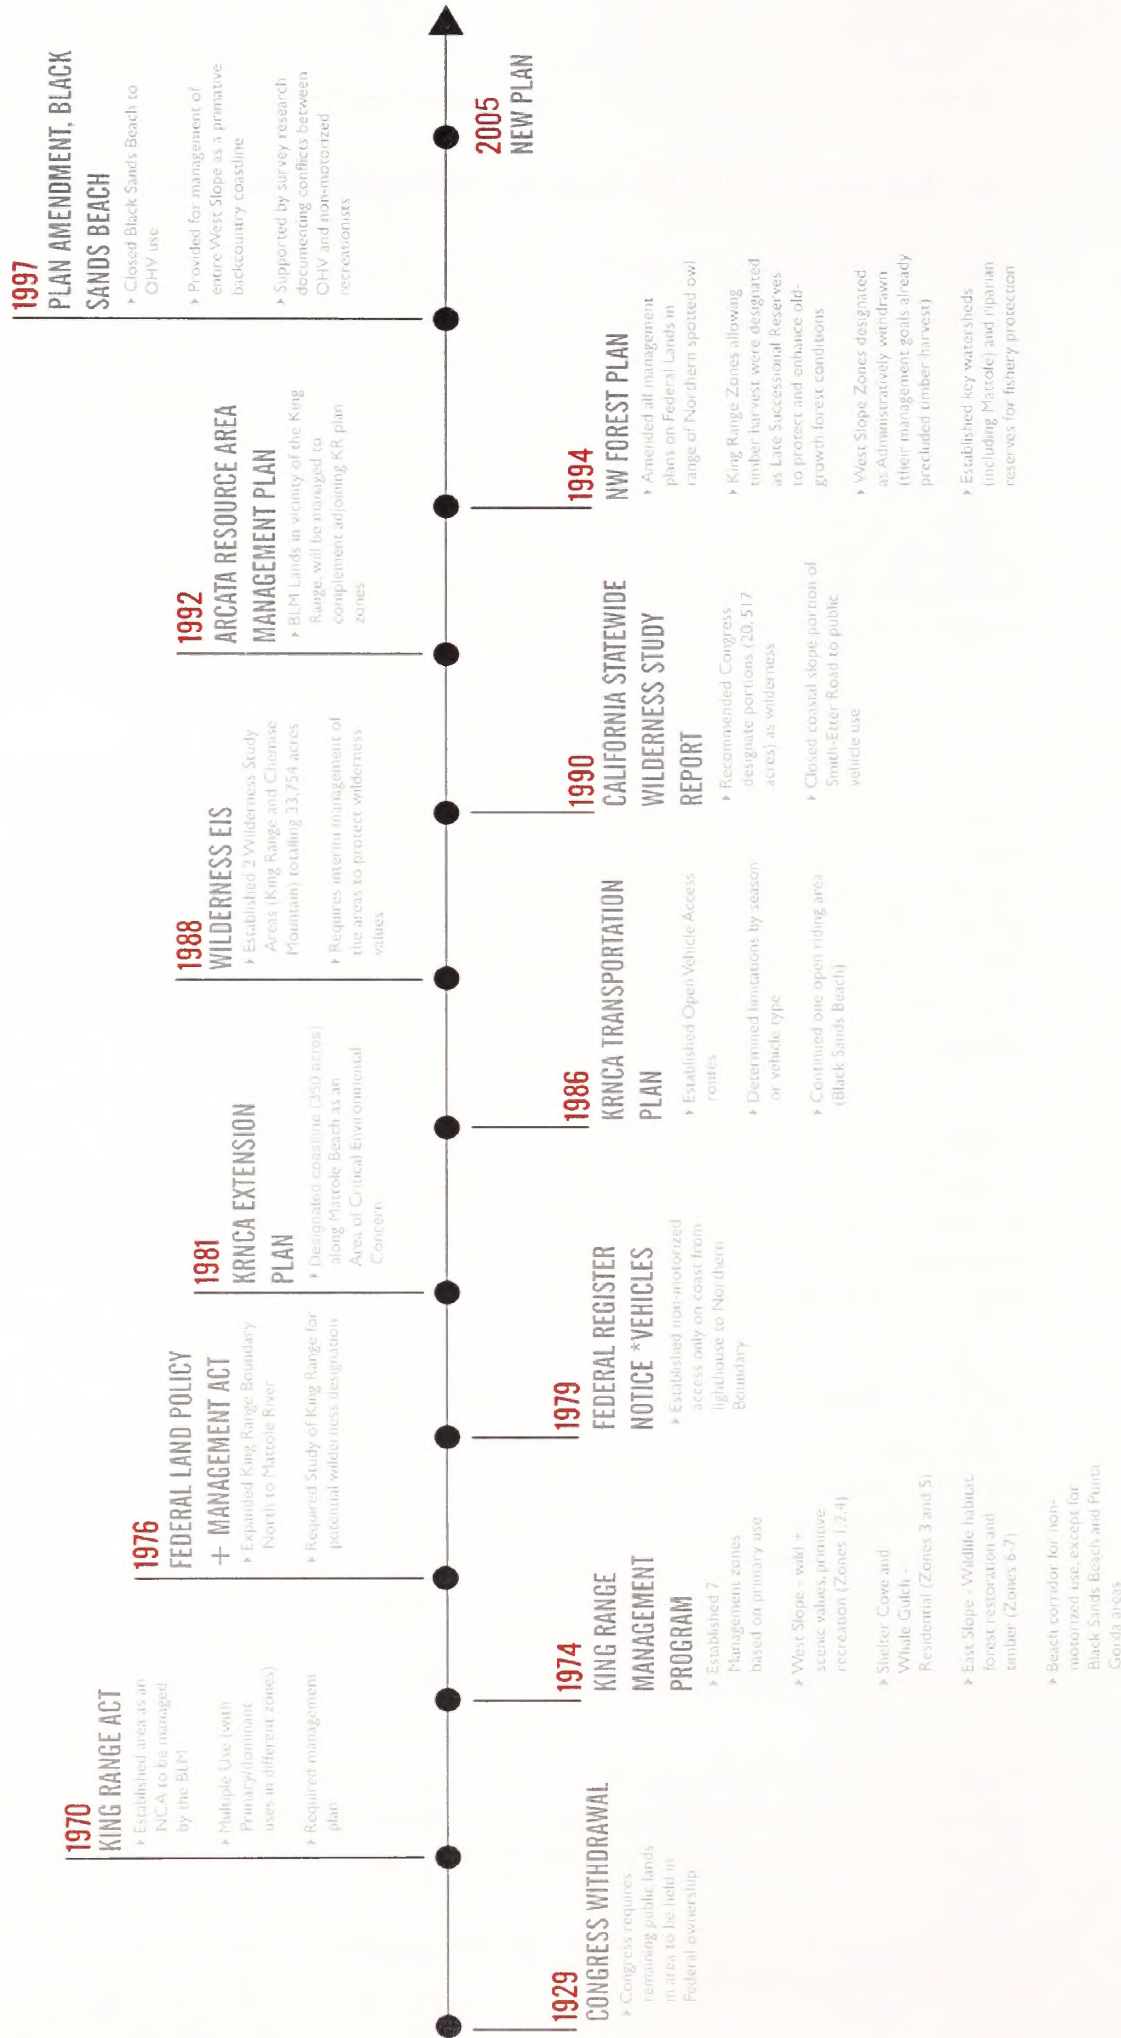 1929
CONGRESS WITHDRAWAL
▸ Congress requires
remaining public lands
in area to be held in
Federal ownership
1970
KING RANGE ACT
▸ Established area as an
NCA to be managed
by the BLM
▸ Multiple Use (with
Primary/dominant
uses in different zones)
▸ Required management
plan
1974
KING RANGE
MANAGEMENT
PROGRAM
▸ Established 7
Management zones
based on primary use
▸ West Slope - wild +
scenic values, primitive
recreation (Zones 1,2,4)
▸ Shelter Cove and
Whale Gulch -
Residential (Zones 3 and 5)
▸ East Slope - Wildlife habitat
forest restoration and
timber (Zones 6-7)
▸ Beach corridor for non-
motorized use, except for
Black Sands Beach and Punta
Gorda areas
1976
FEDERAL LAND POLICY
+ MANAGEMENT ACT
▸ Expanded King Range Boundary
North to Mattole River
▸ Required Study of King Range for
potential wilderness designation
1979
FEDERAL REGISTER
NOTICE *VEHICLES
▸ Established non-motorized
access only on coast from
lighthouse to Northern
Boundary
1981
KRNCA EXTENSION
PLAN
▸ Designated coastline (350 acres)
along Mattole Beach as an
Area of Critical Environmental
Concern
1986
KRNCA TRANSPORTATION
PLAN
▸ Established Open Vehicle Access
routes
▸ Determined limitations by season
or vehicle type
▸ Continued one open riding area
(Black Sands Beach)
1988
WILDERNESS EIS
▸ Established 2 Wilderness Study
Areas (King Range and Chemise
Mountain) totalling 33,754 acres
▸ Requires interim management of
the areas to protect wilderness
values
1990
CALIFORNIA STATEWIDE
WILDERNESS STUDY
REPORT
▸ Recommended Congress
designate portions (20, 517
acres) as wilderness
▸ Closed coastal slope portion of
Smith-Etter Road to public
vehicle use
1992
ARCATA RESOURCE AREA
MANAGEMENT PLAN
▸ BLM Lands in vicinity of the King
Range, will be managed to
complement adjoining KR plan
zones
1994
NW FOREST PLAN
▸ Amended all management
plans on Federal Lands in
range of Northern spotted owl
▸ King Range Zones allowing
timber harvest were designated
as Late Successional Reserves
to protect and enhance old-
growth forest conditions
▸ West Slope Zones designated
as Administratively withdrawn
(their management goals already
precluded timber harvest)
▸ Established key watersheds
(including Mattole) and riparian
reserves for fishery protection
1997
PLAN AMENDMENT, BLACK
SANDS BEACH
▸ Closed Black Sands Beach to
OHV use
▸ Provided for management of
entire West Slope as a primative
backcountry coastline
▸ Supported by survey research
documenting conflicts between
OHV and non-motorized
recreationists
2005
NEW PLAN